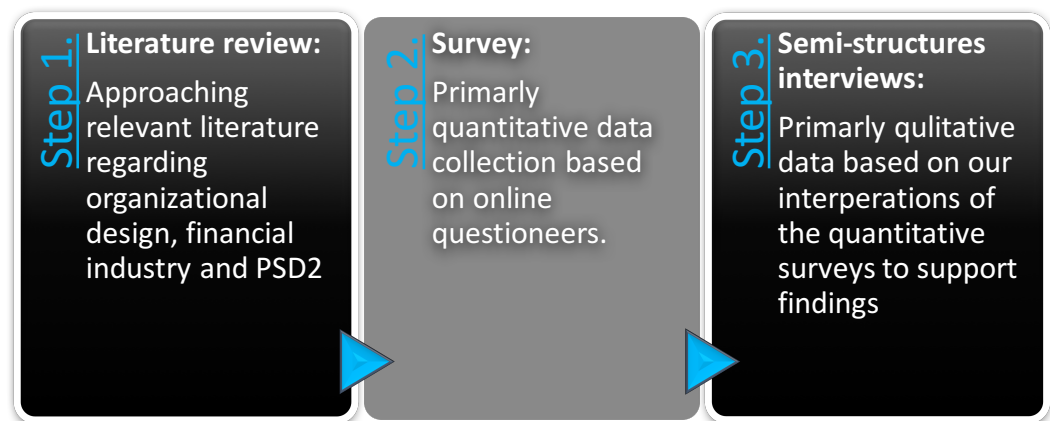 Step 1.
Literature review:
Approaching
relevant literature
regarding
organizational
design, financial
industry and PSD2
Step 2.
Survey:
Primarly
quantitative data
collection based
on online
questioneers.
Step 3.
Semi-structures
interviews:
Primarly qulitative
data based on our
interperations of
the quantitative
surveys to support
findings